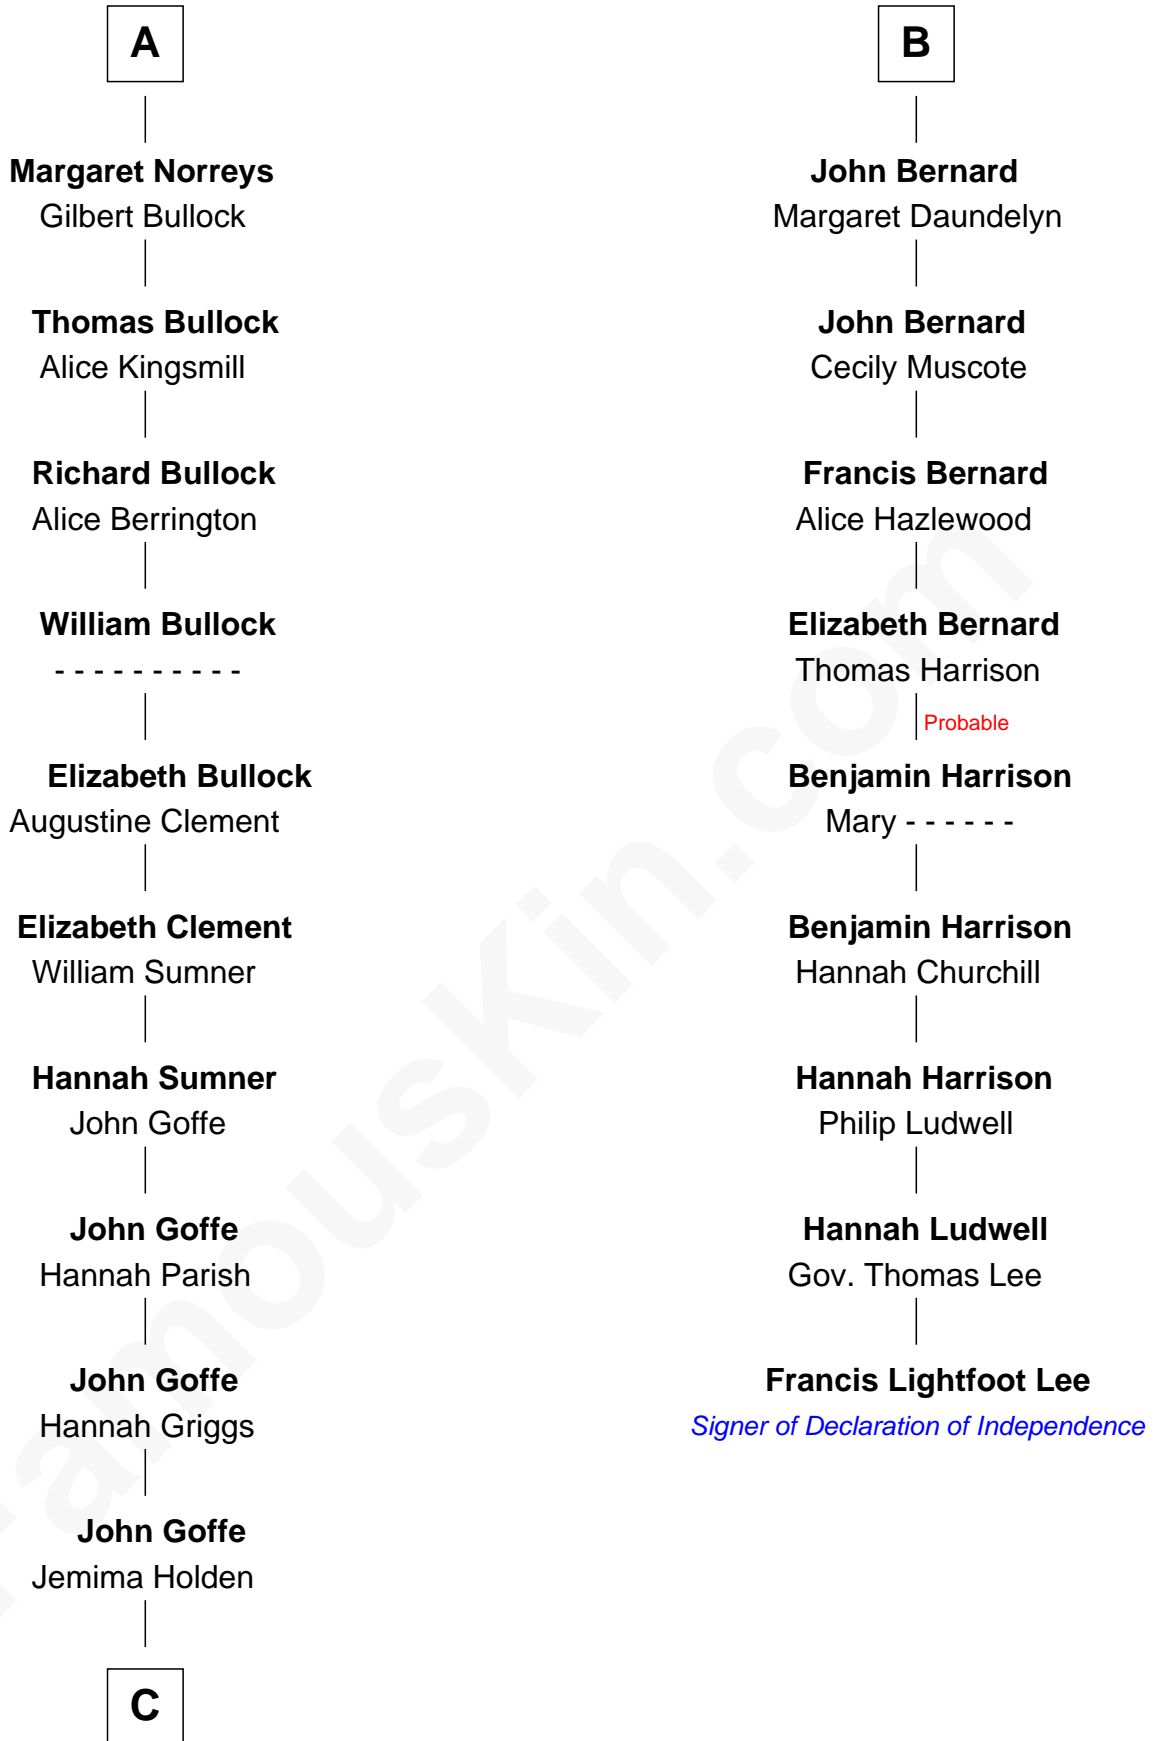 A
Margaret Norreys
Gilbert Bullock
Thomas Bullock
Alice Kingsmill
Richard Bullock
Alice Berrington
William Bullock
- - - - - - - - - -
Elizabeth Bullock
Augustine Clement
Elizabeth Clement
William Sumner
Hannah Sumner
John Goffe
John Goffe
Hannah Parish
John Goffe
Hannah Griggs
John Goffe
Jemima Holden
C
B
John Bernard
Margaret Daundelyn
John Bernard
Cecily Muscote
Francis Bernard
Alice Hazlewood
Elizabeth Bernard
Thomas Harrison
Probable
Benjamin Harrison
Mary - - - - - -
Benjamin Harrison
Hannah Churchill
Hannah Harrison
Philip Ludwell
Hannah Ludwell
Gov. Thomas Lee
Francis Lightfoot Lee
Signer of Declaration of Independence
FamousKin.com